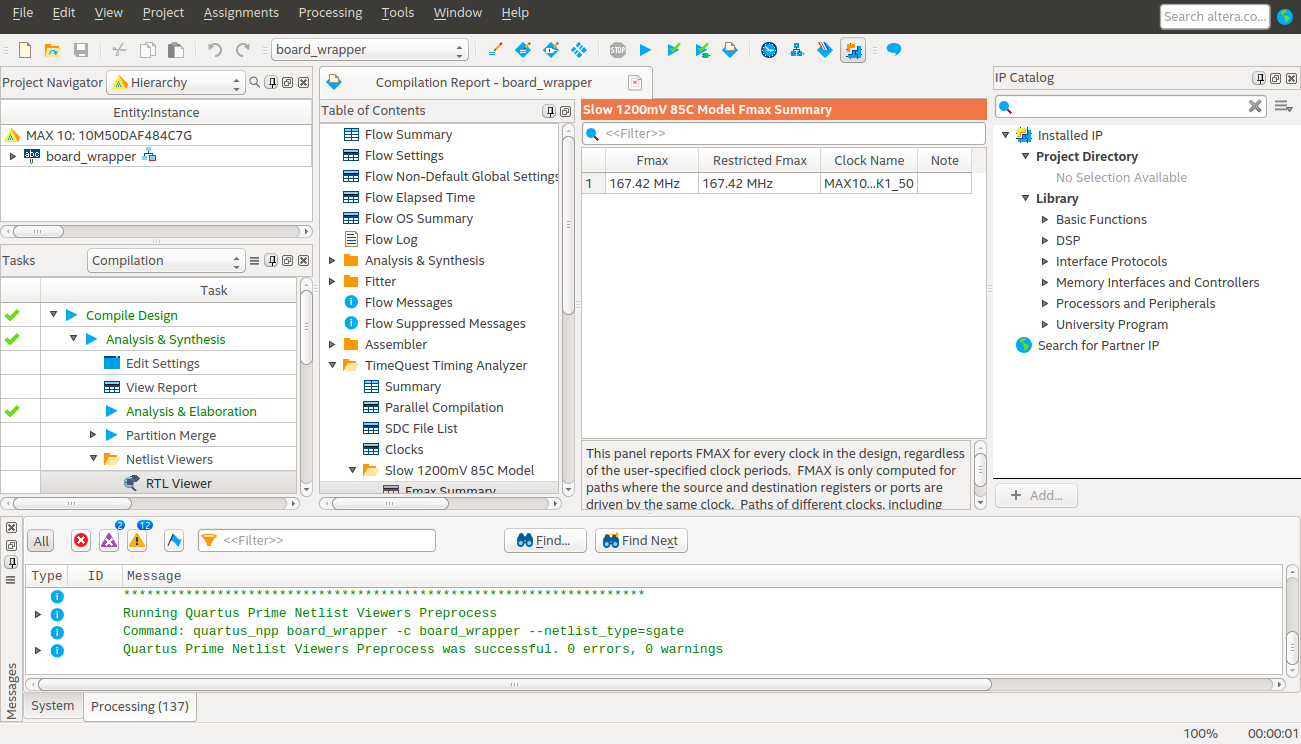 File Edit View Project Assignments Processing Tools Window Help
Search altera.co...
board_wrapper
STOP
Project Navigator
Hierarchy
Entity:Instance
MAX 10: 10M50DAF484C7G
abc
board_wrapper
Tasks
Compilation
Task
Compile Design
Analysis & Synthesis
Edit Settings
View Report
Analysis & Elaboration
Partition Merge
Netlist Viewers
RTL Viewer
Compilation Report - board_wrapper
Table of Contents
Flow Summary
Flow Settings
Flow Non-Default Global Settings
Flow Elapsed Time
Flow OS Summary
Flow Log
Analysis & Synthesis
Fitter
Flow Messages
Flow Suppressed Messages
Assembler
TimeQuest Timing Analyzer
Summary
Parallel Compilation
SDC File List
Clocks
Slow 1200mV 85C Model
Fmax Summary
Slow 1200mV 85C Model Fmax Summary
<<Filter>>
Fmax Restricted Fmax Clock Name Note
1 167.42 MHz 167.42 MHz MAX10...K1_50
This panel reports FMAX for every clock in the design, regardless
of the user-specified clock periods. FMAX is only computed for
paths where the source and destination registers or ports are
driven by the same clock. Paths of different clocks, including
IP Catalog
Installed IP
Project Directory
No Selection Available
Library
Basic Functions
DSP
Interface Protocols
Memory Interfaces and Controllers
Processors and Peripherals
University Program
Search for Partner IP
+ Add...
Messages
All
2
12
<<Filter>>
Find...
Find Next
Type ID Message
*******************************************************************
Running Quartus Prime Netlist Viewers Preprocess
Command: quartus_npp board_wrapper -c board_wrapper --netlist_type=sgate
Quartus Prime Netlist Viewers Preprocess was successful. 0 errors, 0 warnings
System
Processing (137)
100% 00:00:01